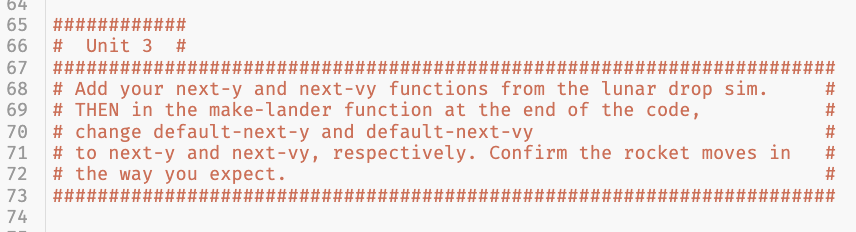 64
65 ############
66 #  Unit 3  #
67 ######################################################################
68 # Add your next-y and next-vy functions from the lunar drop sim.     #
69 # THEN in the make-lander function at the end of the code,           #
70 # change default-next-y and default-next-vy                          #
71 # to next-y and next-vy, respectively. Confirm the rocket moves in   #
72 # the way you expect.                                                #
73 ######################################################################
74